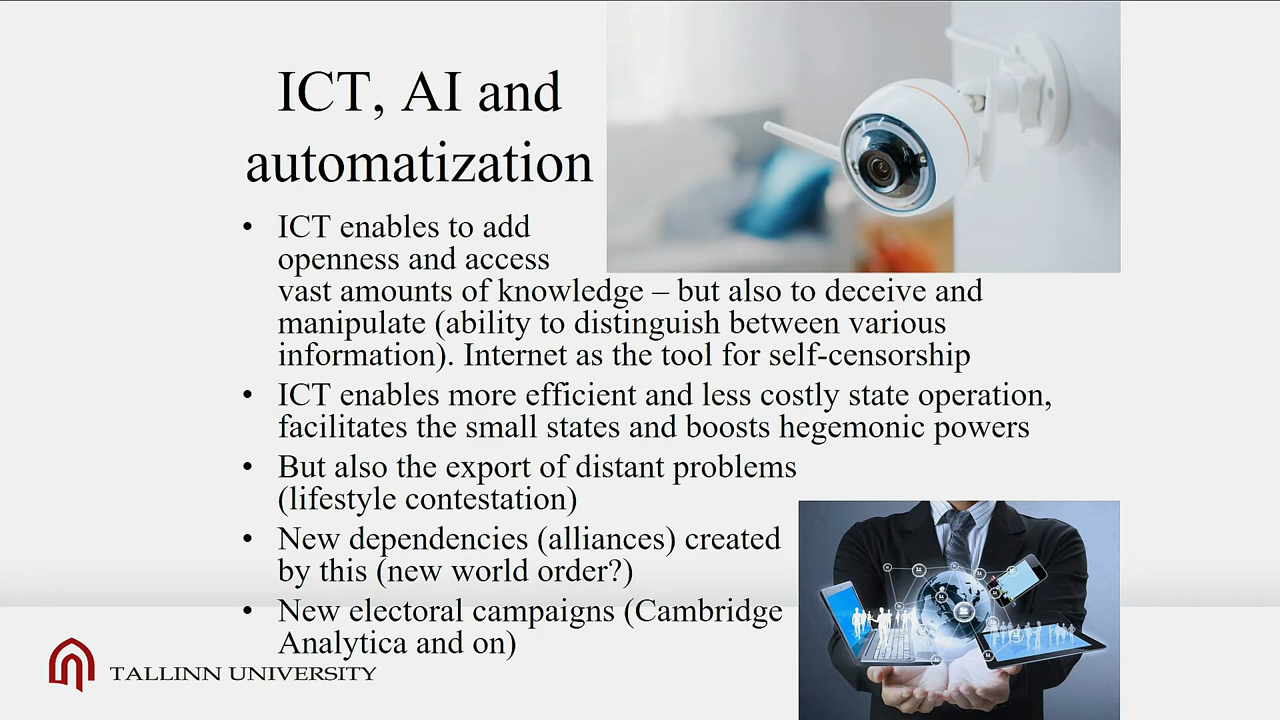 ICT, AI and
automatization
• ICT enables to add
openness and access
vast amounts of knowledge – but also to deceive and
manipulate (ability to distinguish between various
information). Internet as the tool for self-censorship
• ICT enables more efficient and less costly state operation,
facilitates the small states and boosts hegemonic powers
• But also the export of distant problems
(lifestyle contestation)
• New dependencies (alliances) created
by this (new world order?)
• New electoral campaigns (Cambridge
Analytica and on)
TALLINN UNIVERSITY